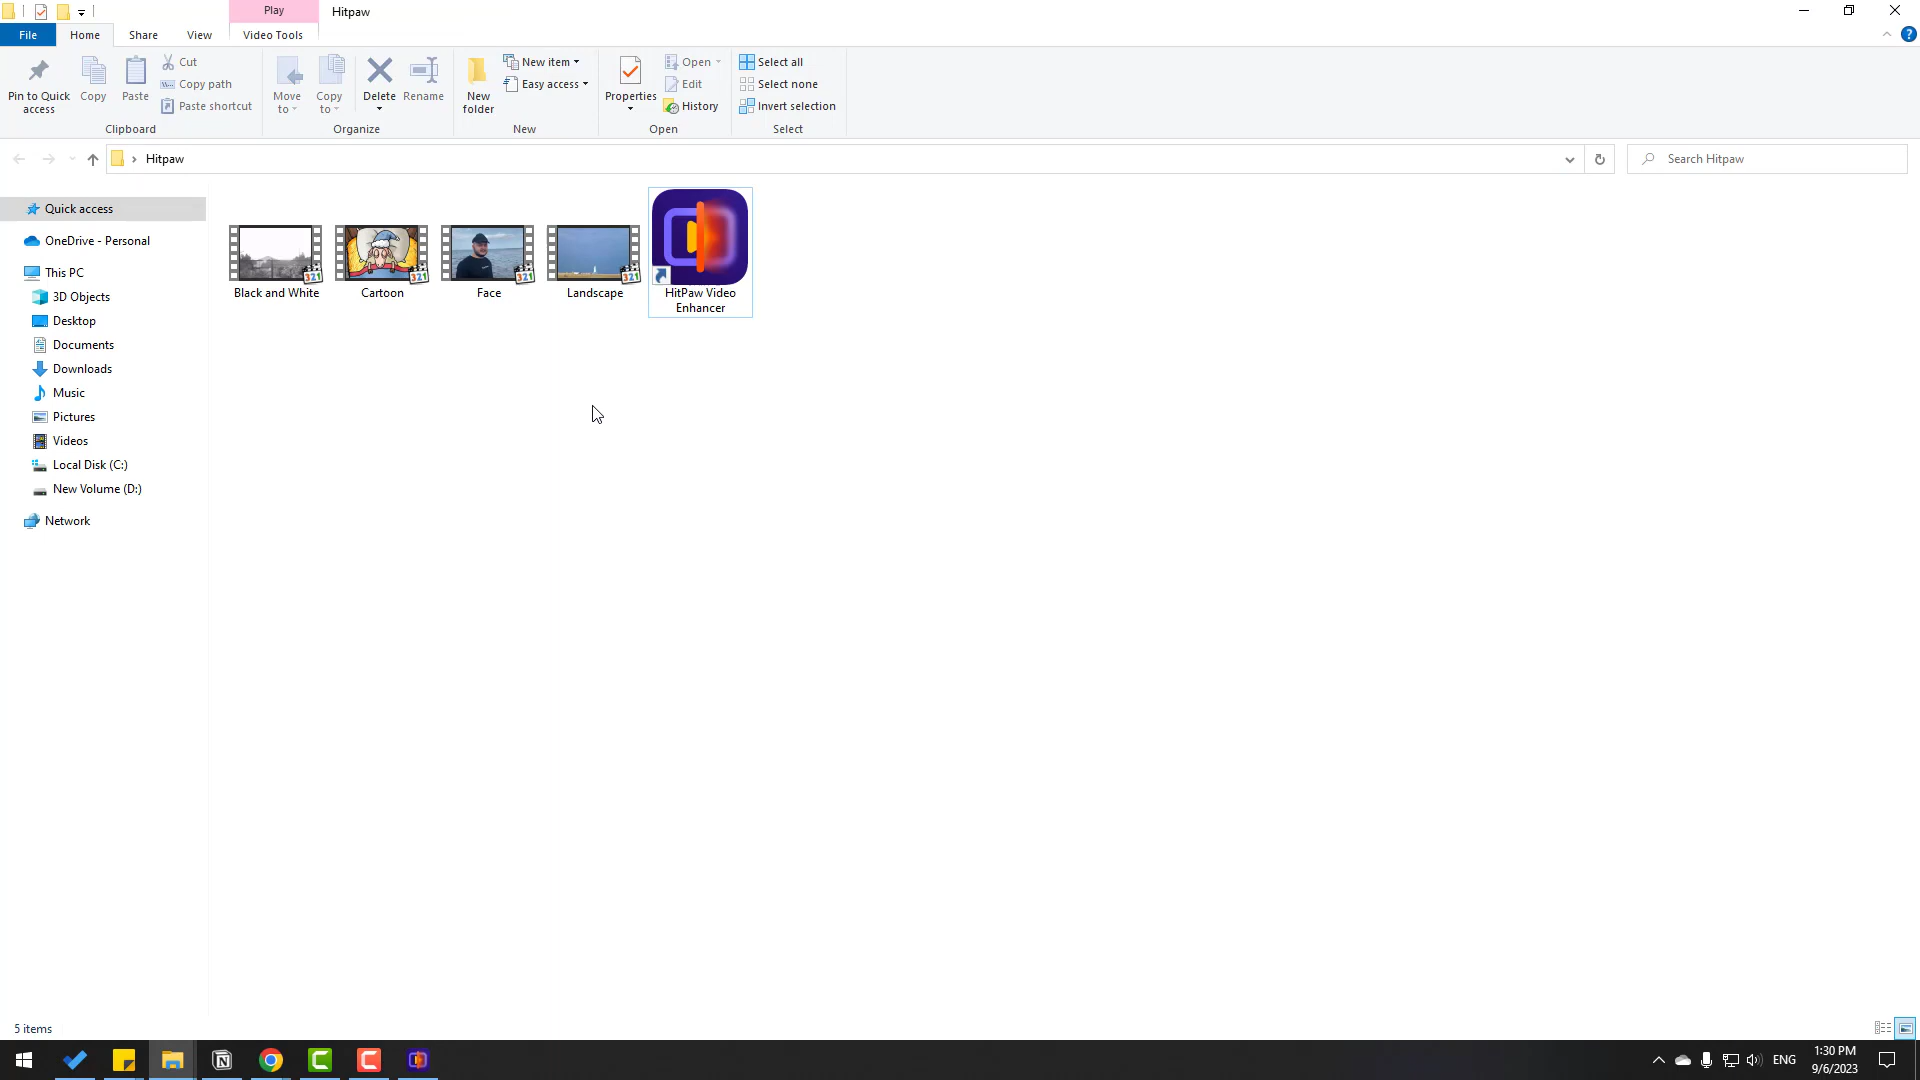 Play
Hitpaw
File
Home
Share
View
Video Tools
Pin to Quick
access
Copy
Paste
Cut
Copy path
Paste shortcut
Clipboard
Move
to
Copy
to
Delete
Rename
Organize
New
folder
New item
Easy access
New
Properties
Open
Edit
History
Open
Select all
Select none
Invert selection
Select
Hitpaw
Search Hitpaw
Quick access
OneDrive - Personal
This PC
3D Objects
Desktop
Documents
Downloads
Music
Pictures
Videos
Local Disk (C:)
New Volume (D:)
Network
321
Black and White
321
Cartoon
321
Face
321
Landscape
HitPaw Video
Enhancer
5 items
ENG
1:30 PM
9/6/2023